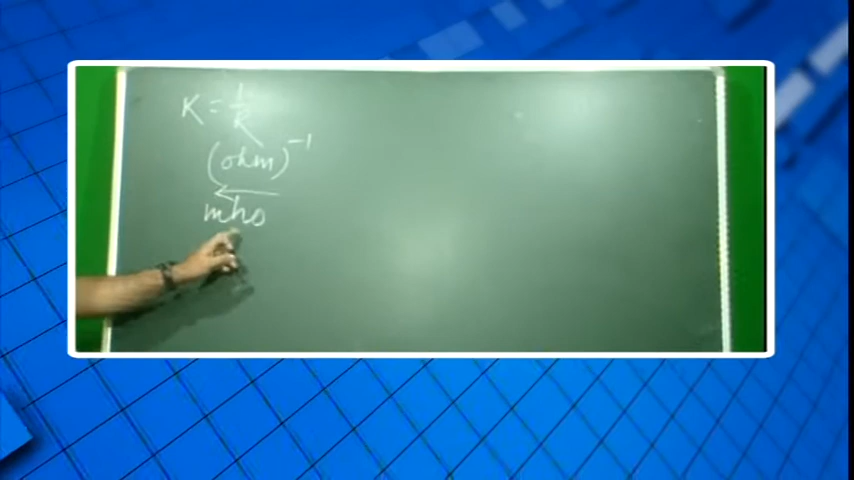 K = 1/R
(ohm)⁻¹
mho